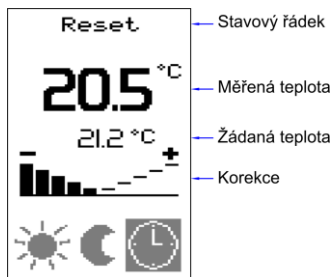 Reset
Stavový řádek
20.5 °C
Měřená teplota
21.2 °C
Žádaná teplota
- +
Korekce